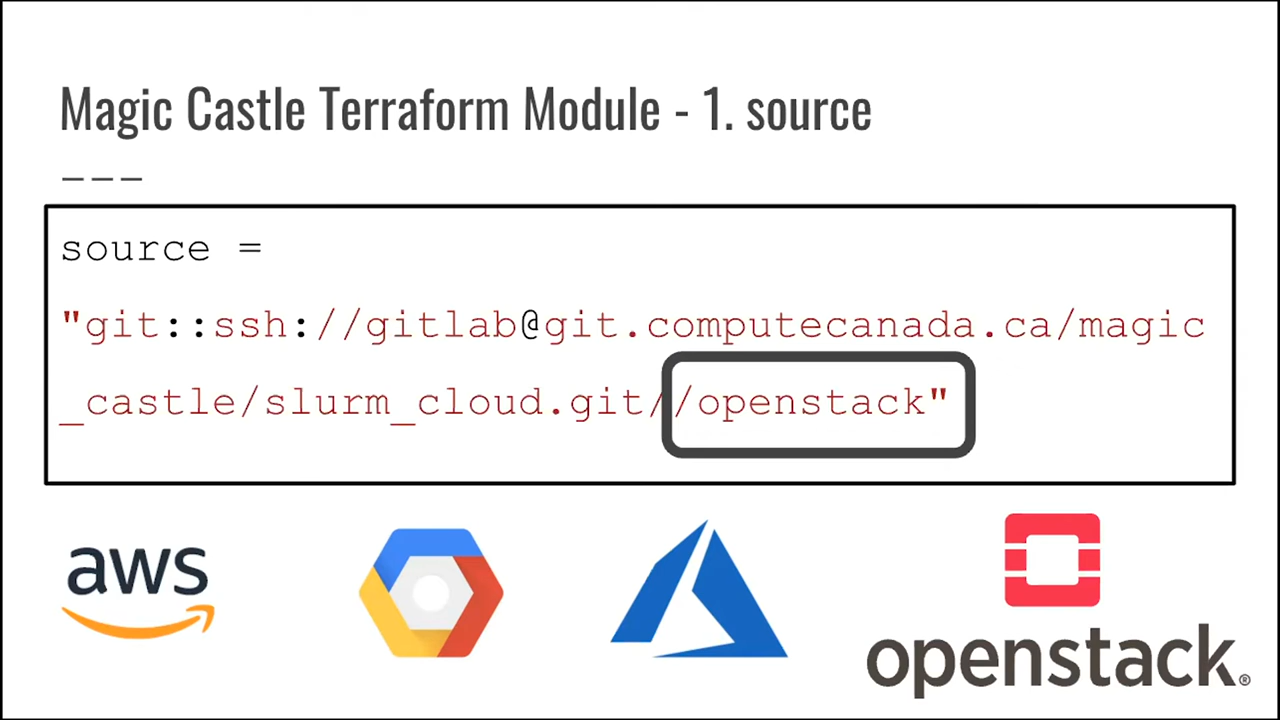 Magic Castle Terraform Module - 1. source
---
source =
"git::ssh://gitlab@git.computecanada.ca/magic
_castle/slurm_cloud.git//openstack"
aws
openstack.®